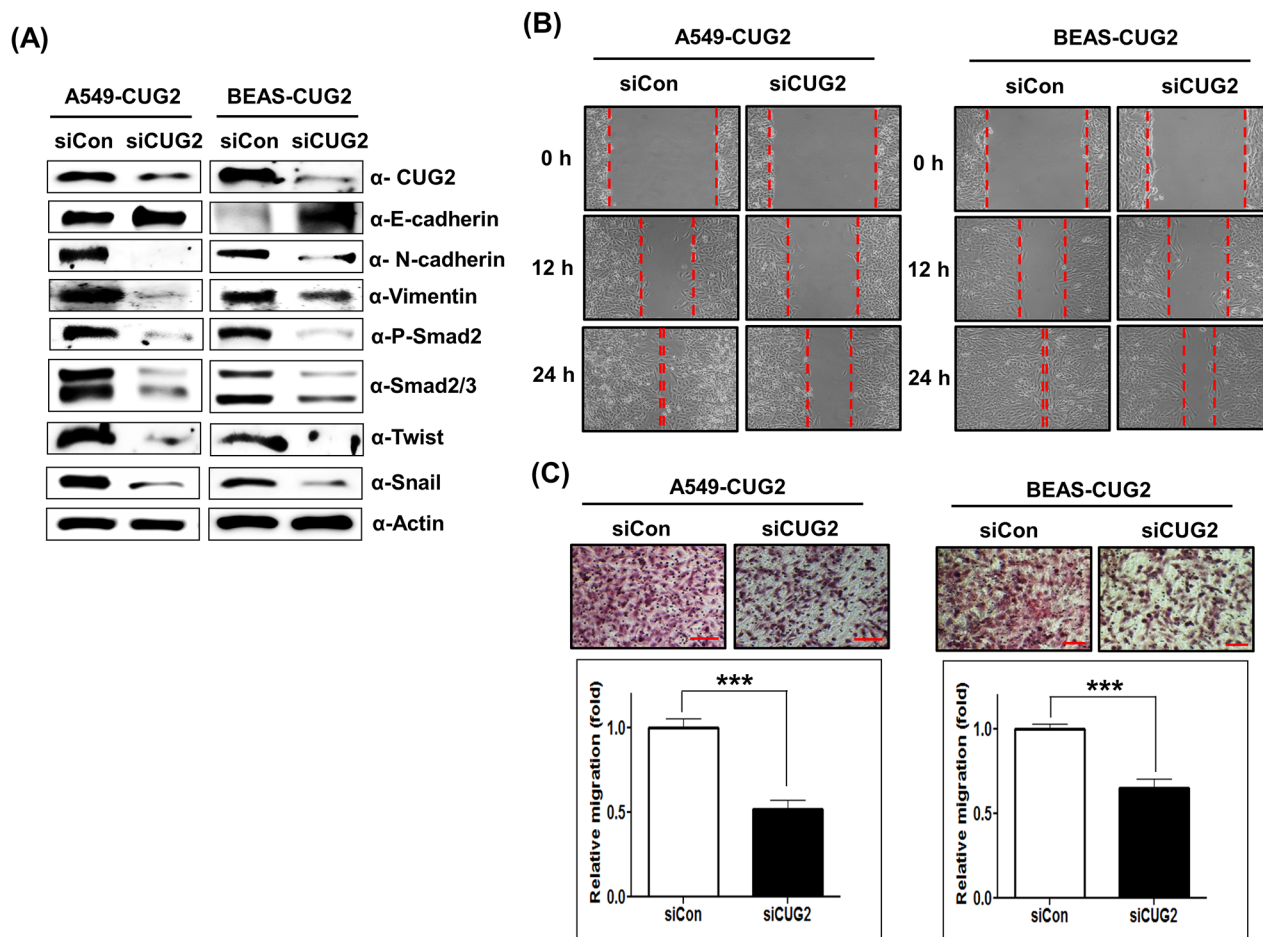 (A)
A549-CUG2 BEAS-CUG2
siCon siCUG2 siCon siCUG2
α- CUG2
α-E-cadherin
α- N-cadherin
α-Vimentin
α-P-Smad2
α-Smad2/3
α-Twist
α-Snail
α-Actin
(B)
A549-CUG2 BEAS-CUG2
siCon siCUG2 siCon siCUG2
0 h 0 h
12 h 12 h
24 h 24 h
(C)
A549-CUG2 BEAS-CUG2
siCon siCUG2 siCon siCUG2
Relative migration (fold)
***
1.0
0.5
0.0
siCon siCUG2
Relative migration (fold)
***
1.0
0.5
0.0
siCon siCUG2